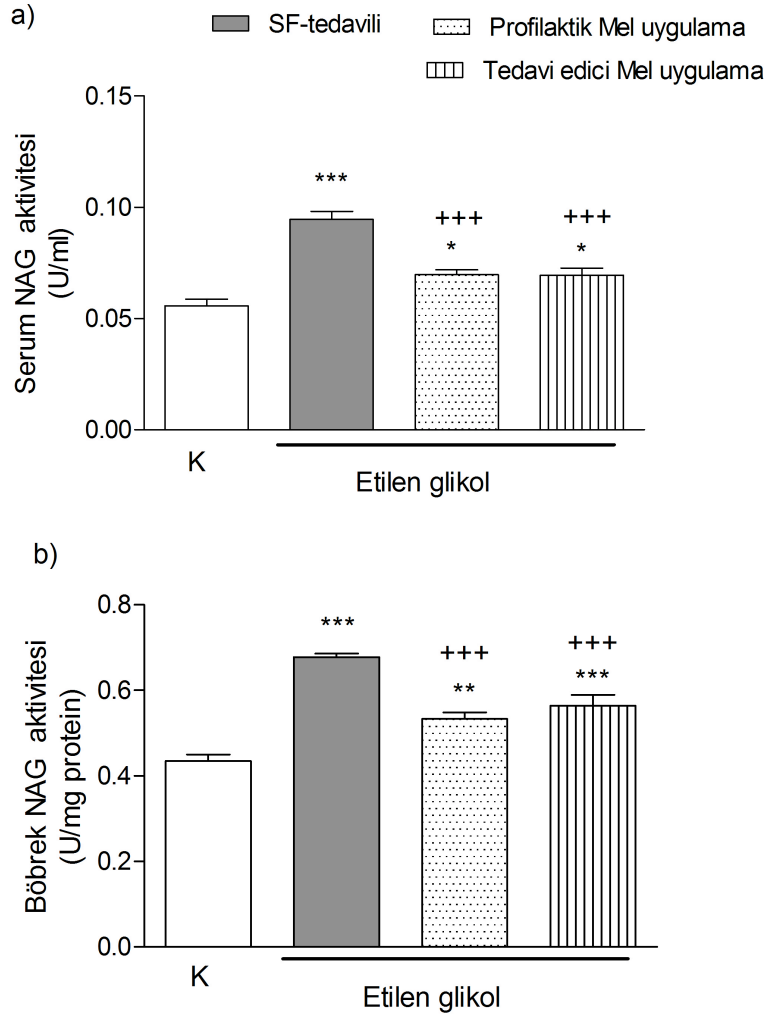 a)
SF-tedavili
Profilaktik Mel uygulama
Tedavi edici Mel uygulama
Serum NAG aktivitesi
(U/ml)
0.15
0.10
0.05
0.00
***
+++
*
+++
*
K
Etilen glikol
b)
Böbrek NAG aktivitesi
(U/mg protein)
0.8
0.6
0.4
0.2
0.0
***
+++
**
+++
***
K
Etilen glikol